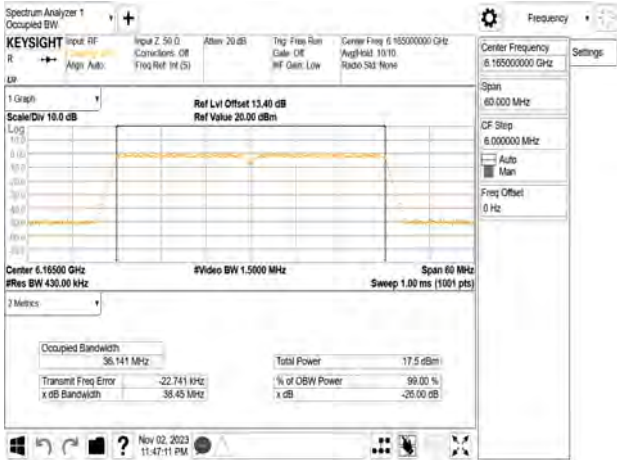 Spectrum Analyzer 1
Occupied BW
Frequency
KEYSIGHT
R
Input: RF
Align: Auto
Input Z: 50 Ω
Corrections: Off
Freq Ref: Int (S)
Atten: 20 dB
Trig: Free Run
Gate: Off
#IF Gain: Low
Center Freq: 6.165000000 GHz
Avg|Hold: 10/10
Radio Std: None
Center Frequency
6.165000000 GHz
Settings
Span
60.000 MHz
CF Step
6.000000 MHz
Auto
Man
Freq Offset
0 Hz
1 Graph
Scale/Div 10.0 dB
Ref Lvl Offset 13.40 dB
Ref Value 20.00 dBm
Log
Center 6.16500 GHz
#Video BW 1.5000 MHz
Span 60 MHz
#Res BW 430.00 kHz
Sweep 1.00 ms (1001 pts)
2 Metrics
Occupied Bandwidth
36.141 MHz
Total Power
17.5 dBm
Transmit Freq Error
-22.741 kHz
% of OBW Power
99.00 %
x dB Bandwidth
38.45 MHz
x dB
-26.00 dB
Nov 02, 2023
11:47:11 PM